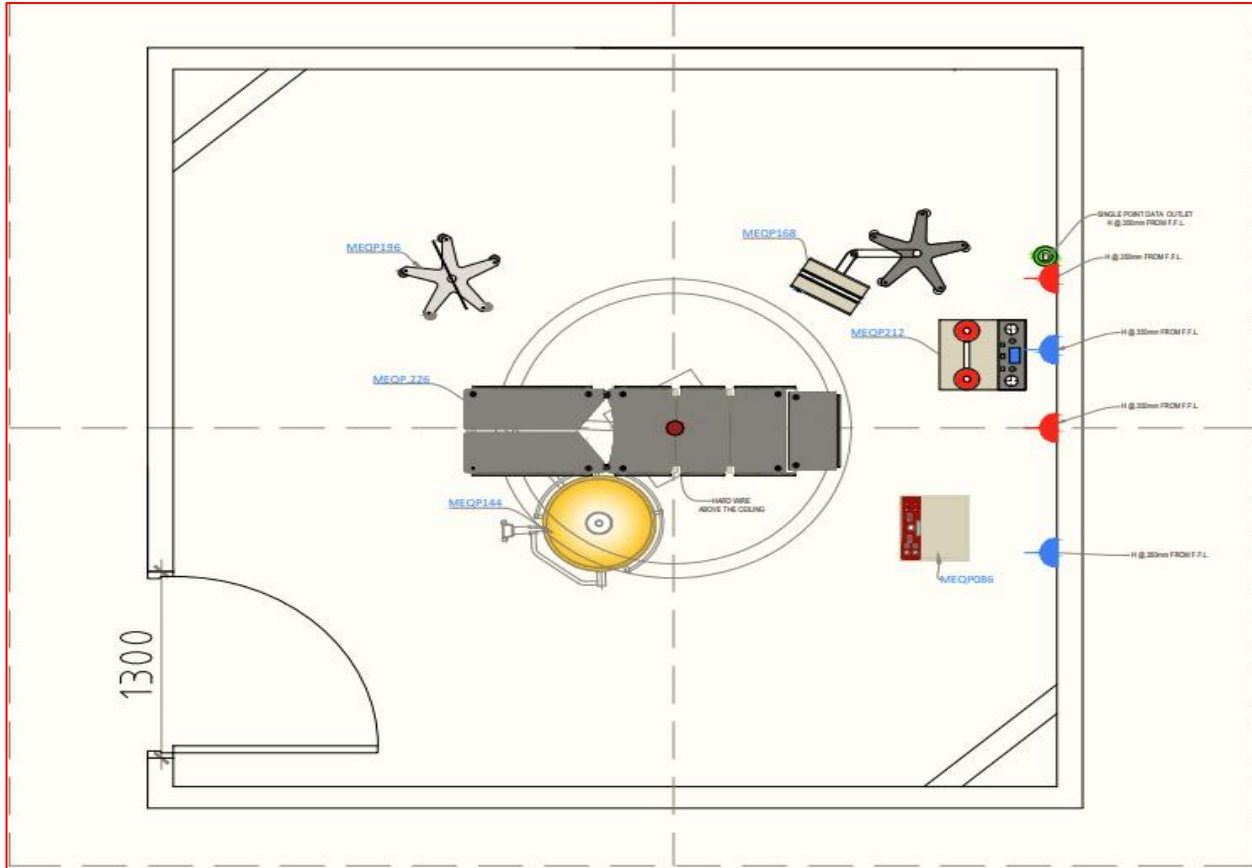 SINGLE POINT DATA OUTLET
H @ 350mm FROM F.F.L
MEQP168
MEQP196
H @ 350mm FROM F.F.L.
MEQP212
H @ 350mm FROM F.F.L
MEQP.226
H @ 350mm FROM F.F.L
MEQP144
HARD WIRE
ABOVE THE CEILING
H @ 350mm FROM F.F.L.
MEQP086
1300